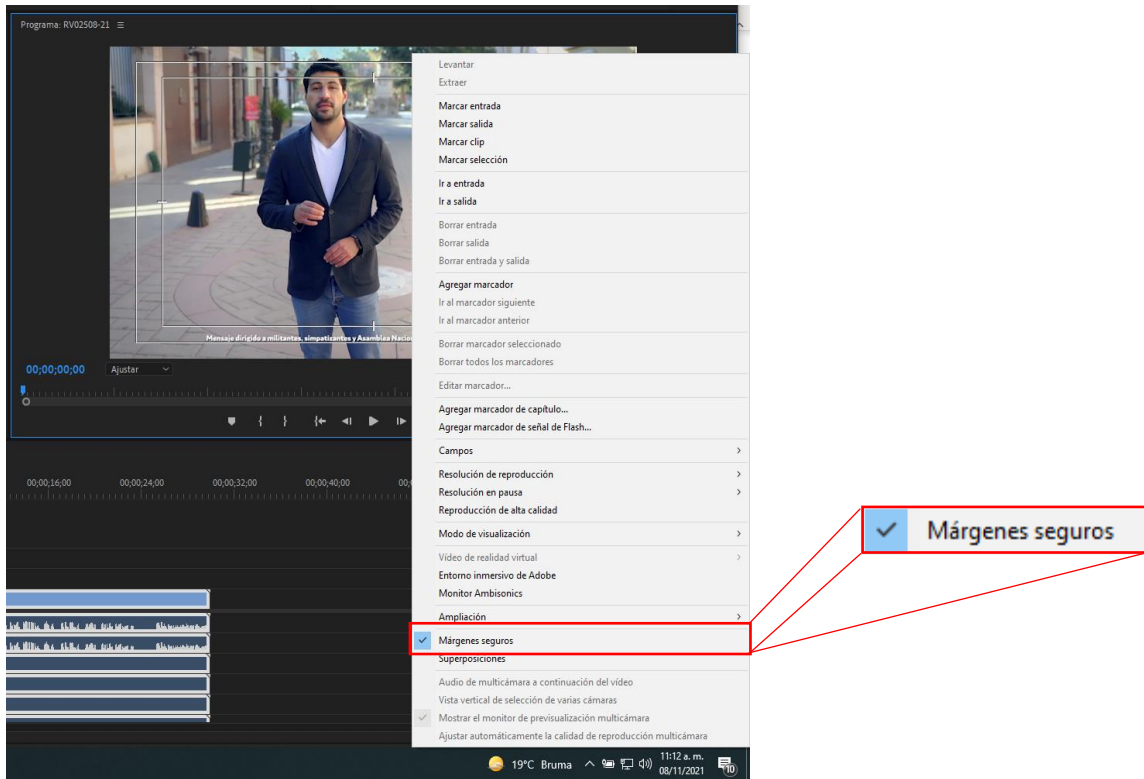 Programa: RV02508-21
Levantar
Extraer
Marcar entrada
Marcar salida
Marcar clip
Marcar selección
Ir a entrada
Ir a salida
Borrar entrada
Borrar salida
Borrar entrada y salida
Agregar marcador
Ir al marcador siguiente
Ir al marcador anterior
Borrar marcador seleccionado
Borrar todos los marcadores
Editar marcador...
Agregar marcador de capítulo...
Agregar marcador de señal de Flash...
Campos
Resolución de reproducción
Resolución en pausa
Reproducción de alta calidad
Modo de visualización
Vídeo de realidad virtual
Entorno inmersivo de Adobe
Monitor Ambisonics
Ampliación
Márgenes seguros
Superposiciones
Audio de multicámara a continuación del vídeo
Vista vertical de selección de varias cámaras
Mostrar el monitor de previsualización multicámara
Ajustar automáticamente la calidad de reproducción multicámara
Mensaje dirigido a militantes, simpatizantes y Asamblea Nacio
00;00;00;00 Ajustar
00;00;16;00 00;00;24;00 00;00;32;00 00;00;40;00 00;
Márgenes seguros
19°C Bruma 11:12 a. m.
08/11/2021
10